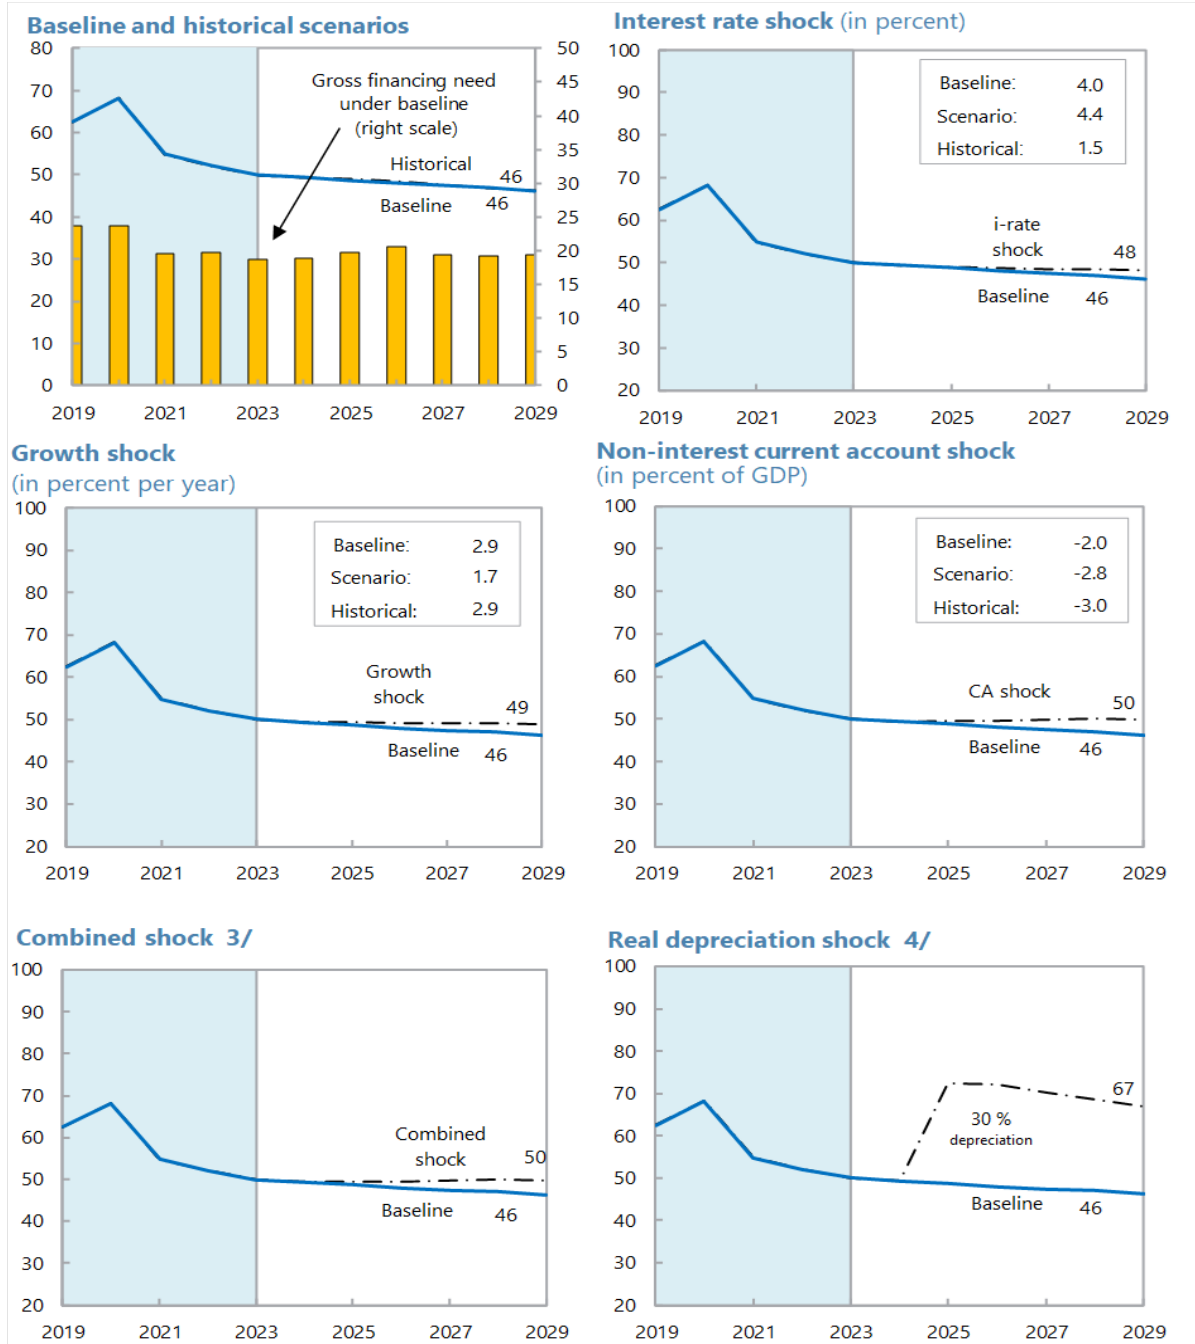 Baseline and historical scenarios
80
70
60
50
40
30
20
10
0
50
45
40
35
30
25
20
15
10
5
0
Gross financing need
under baseline
(right scale)
Historical
46
Baseline
46
2019 2021 2023 2025 2027 2029
Interest rate shock (in percent)
100
90
80
70
60
50
40
30
20
Baseline: 4.0
Scenario: 4.4
Historical: 1.5
i-rate
shock
48
Baseline
46
2019 2021 2023 2025 2027 2029
Growth shock
(in percent per year)
100
90
80
70
60
50
40
30
20
Baseline: 2.9
Scenario: 1.7
Historical: 2.9
Growth
shock
49
Baseline
46
2019 2021 2023 2025 2027 2029
Non-interest current account shock
(in percent of GDP)
100
90
80
70
60
50
40
30
20
Baseline: -2.0
Scenario: -2.8
Historical: -3.0
CA shock
50
Baseline
46
2019 2021 2023 2025 2027 2029
Combined shock 3/
100
90
80
70
60
50
40
30
20
Combined
shock
50
Baseline
46
2019 2021 2023 2025 2027 2029
Real depreciation shock 4/
100
90
80
70
60
50
40
30
20
67
30 %
depreciation
Baseline
46
2019 2021 2023 2025 2027 2029